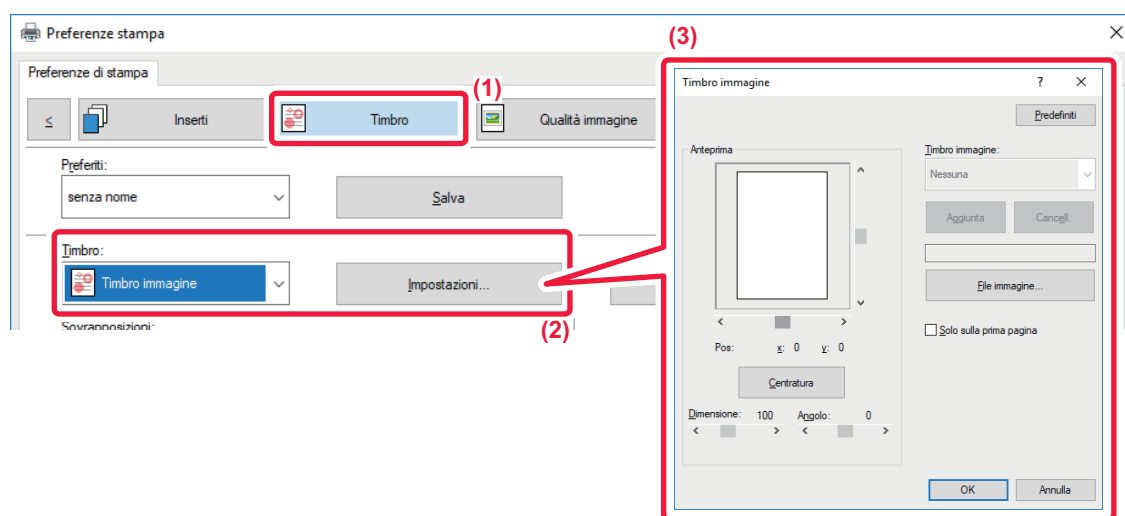 Preferenze stampa
Preferenze di stampa
(1)
<
Inserti
Timbro
Qualità immagine
Preferiti:
senza nome
Salva
Timbro:
Timbro immagine
Impostazioni...
(2)
Sovrapposizioni:
(3)
Timbro immagine
?
Predefiniti
Anteprima
Timbro immagine:
Nessuna
Aggiunta
Cancell.
File immagine...
Solo sulla prima pagina
Pos: x: 0 y: 0
Centratura
Dimensione: 100 Angolo: 0
OK
Annulla